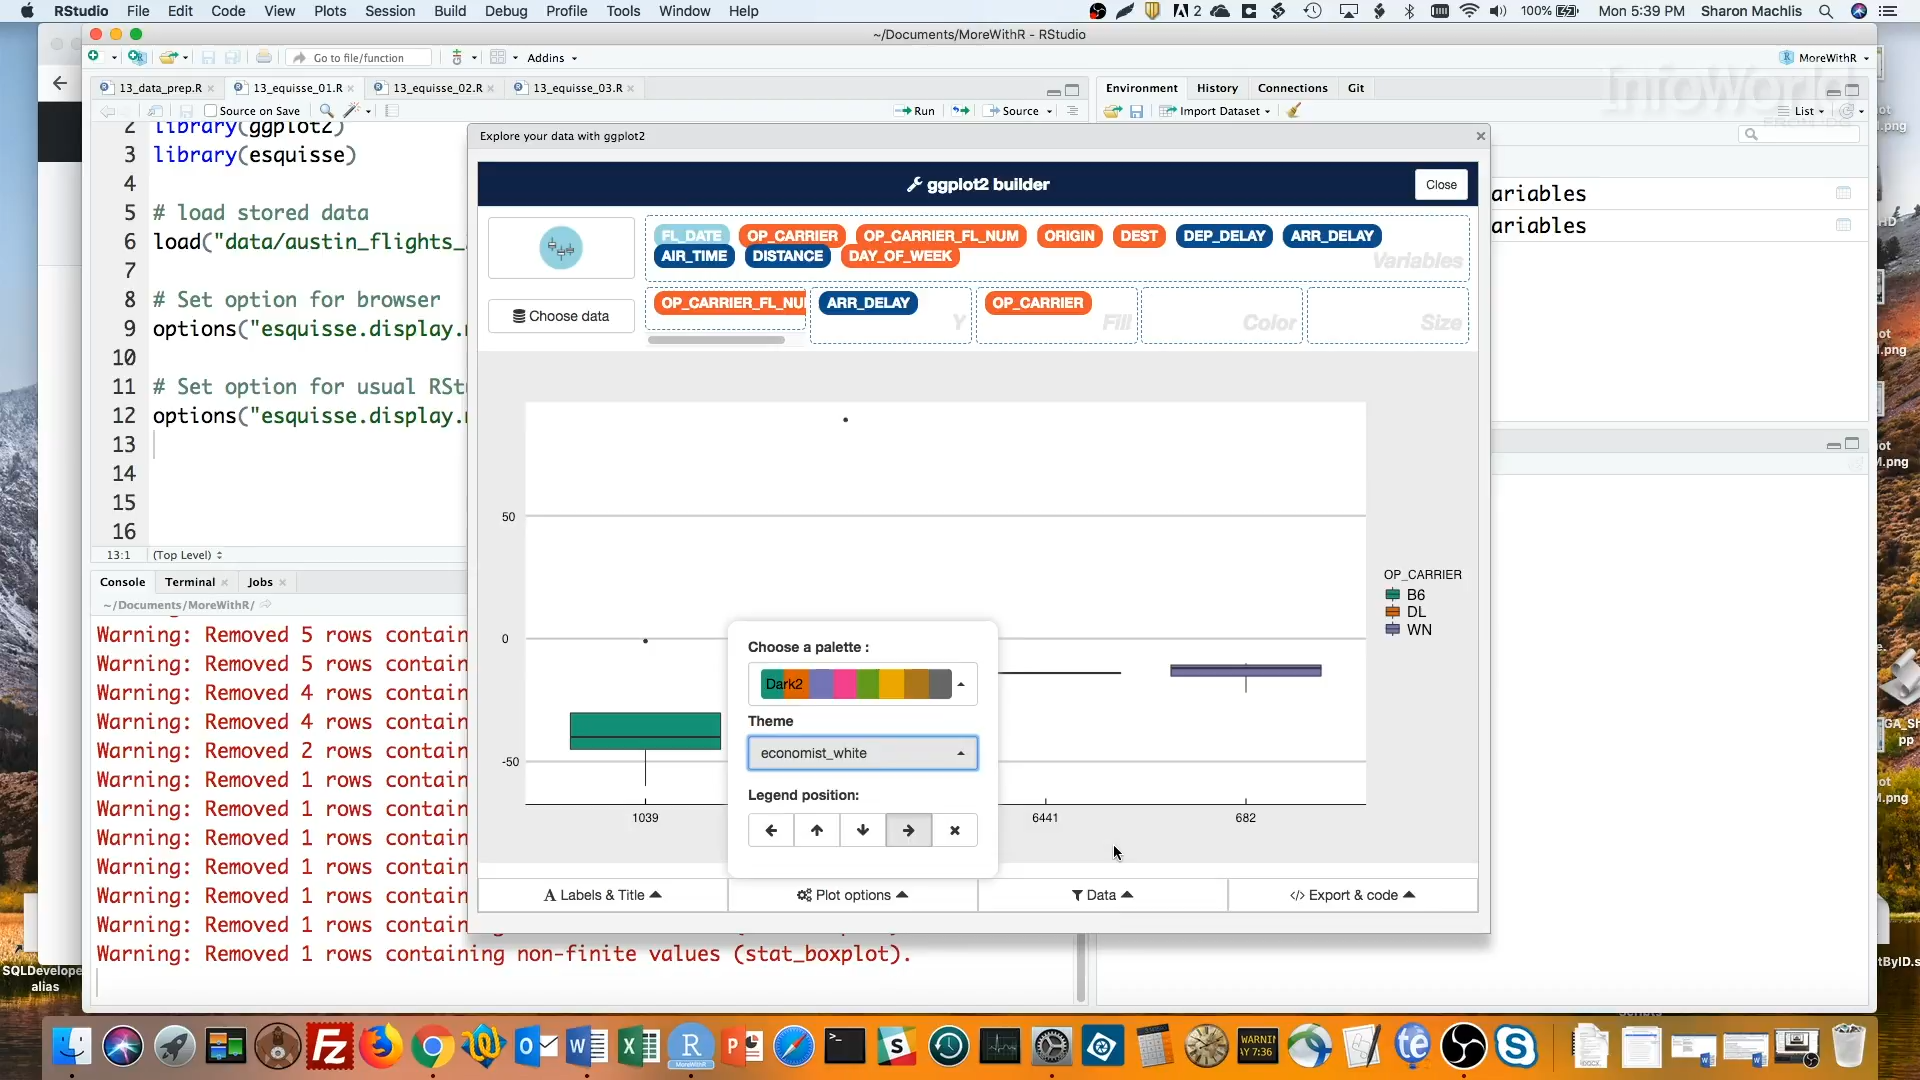 RStudio File Edit Code View Plots Session Build Debug Profile Tools Window Help 2 100% Mon 5:39 PM Sharon Machlis
~/Documents/MoreWithR - RStudio
Go to file/function Addins MoreWithR
13_data_prep.R 13_equisse_01.R 13_equisse_02.R 13_equisse_03.R
Source on Save Run Source
2 library(ggplot2)
3 library(esquisse)
4
5 # load stored data
6 load("data/austin_flights_
7
8 # Set option for browser
9 options("esquisse.display.
10
11 # Set option for usual RSt
12 options("esquisse.display.
13
14
15
16
13:1 (Top Level)
Console Terminal Jobs
~/Documents/MoreWithR/
Warning: Removed 5 rows contain
Warning: Removed 5 rows contain
Warning: Removed 4 rows contain
Warning: Removed 4 rows contain
Warning: Removed 2 rows contain
Warning: Removed 1 rows contain
Warning: Removed 1 rows contain
Warning: Removed 1 rows contain
Warning: Removed 1 rows contain
Warning: Removed 1 rows contain
Warning: Removed 1 rows
Warning: Removed 1 rows containing non-finite values (stat_boxplot).
Environment History Connections Git
Import Dataset List
InfoWorld
ariables
ariables
Explore your data with ggplot2
ggplot2 builder
Close
FL_DATE OP_CARRIER OP_CARRIER_FL_NUM ORIGIN DEST DEP_DELAY ARR_DELAY
AIR_TIME DISTANCE DAY_OF_WEEK
Variables
Choose data
OP_CARRIER_FL_NU ARR_DELAY OP_CARRIER
Y Fill Color Size
50
0
-50
1039 6441 682
OP_CARRIER
B6
DL
WN
Choose a palette :
Dark2
Theme
economist_white
Legend position:
Labels & Title Plot options Data Export & code
SQLDevelope
alias
WARNIN
AY 7:36